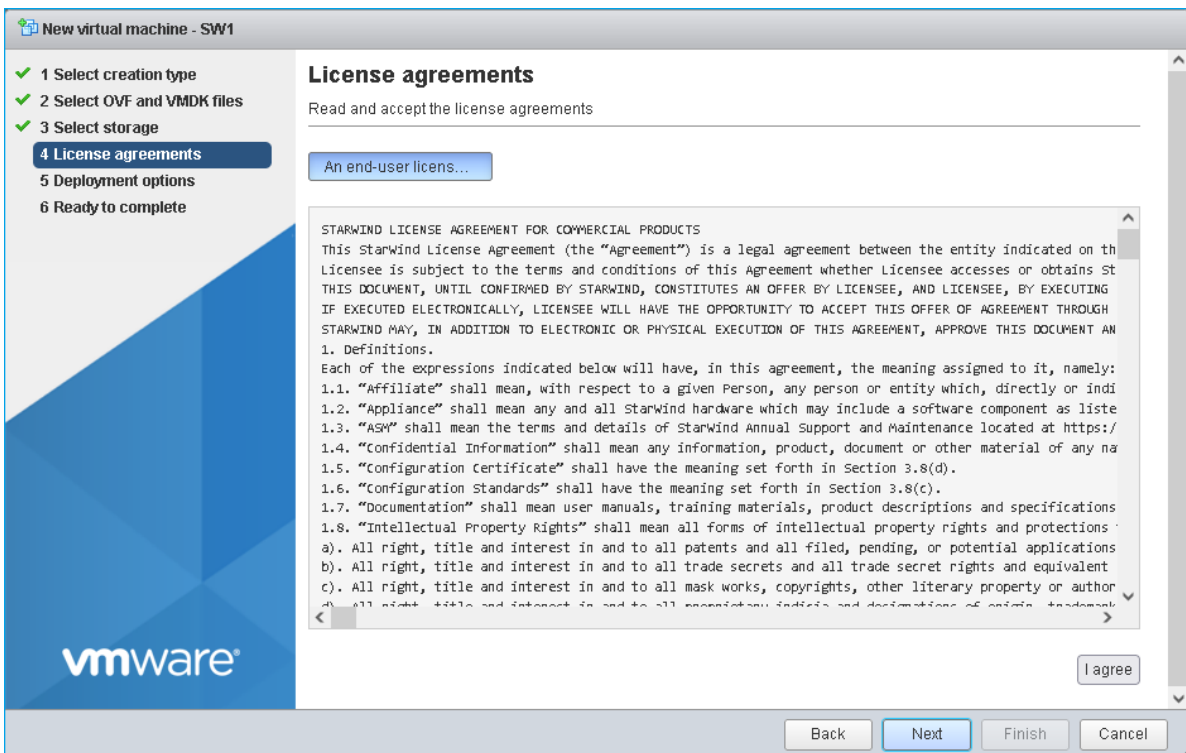 New virtual machine - SW1
1 Select creation type
2 Select OVF and VMDK files
3 Select storage
4 License agreements
5 Deployment options
6 Ready to complete
vmware®
License agreements
Read and accept the license agreements
An end-user licens...
STARWIND LICENSE AGREEMENT FOR COMMERCIAL PRODUCTS
This StarWind License Agreement (the “Agreement”) is a legal agreement between the entity indicated on th
Licensee is subject to the terms and conditions of this Agreement whether Licensee accesses or obtains St
THIS DOCUMENT, UNTIL CONFIRMED BY STARWIND, CONSTITUTES AN OFFER BY LICENSEE, AND LICENSEE, BY EXECUTING
IF EXECUTED ELECTRONICALLY, LICENSEE WILL HAVE THE OPPORTUNITY TO ACCEPT THIS OFFER OF AGREEMENT THROUGH
STARWIND MAY, IN ADDITION TO ELECTRONIC OR PHYSICAL EXECUTION OF THIS AGREEMENT, APPROVE THIS DOCUMENT AN
1. Definitions.
Each of the expressions indicated below will have, in this agreement, the meaning assigned to it, namely:
1.1. “Affiliate” shall mean, with respect to a given Person, any person or entity which, directly or indi
1.2. “Appliance” shall mean any and all StarWind hardware which may include a software component as liste
1.3. “ASM” shall mean the terms and details of StarWind Annual Support and Maintenance located at https:/
1.4. “Confidential Information” shall mean any information, product, document or other material of any na
1.5. “Configuration Certificate” shall have the meaning set forth in Section 3.8(d).
1.6. “Configuration Standards” shall have the meaning set forth in Section 3.8(c).
1.7. “Documentation” shall mean user manuals, training materials, product descriptions and specifications
1.8. “Intellectual Property Rights” shall mean all forms of intellectual property rights and protections
a). All right, title and interest in and to all patents and all filed, pending, or potential applications
b). All right, title and interest in and to all trade secrets and all trade secret rights and equivalent
c). All right, title and interest in and to all mask works, copyrights, other literary property or author
d). All right, title and interest in and to all proprietary indicia and designations of origin, trademark
I agree
Back
Next
Finish
Cancel